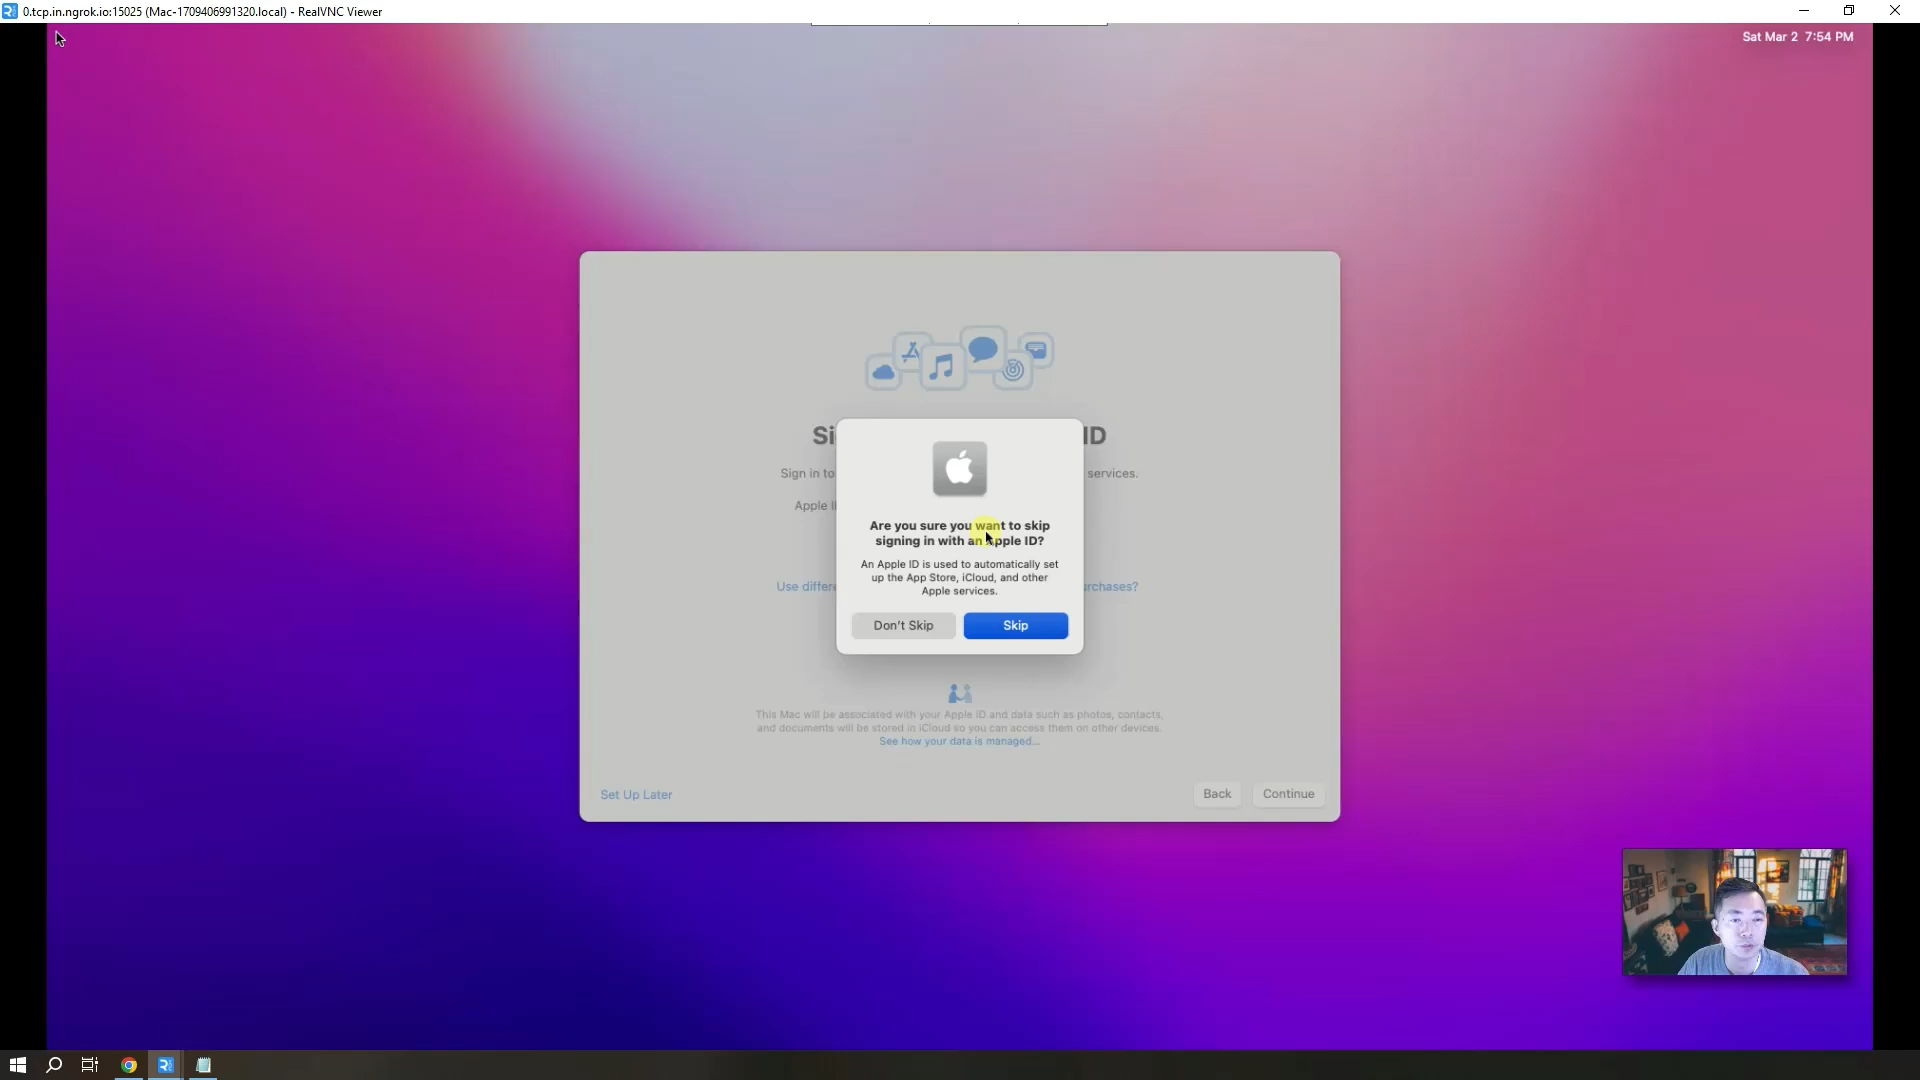 0.tcp.in.ngrok.io:15025 (Mac-1709406991320.local) - RealVNC Viewer
Sat Mar 2 7:54 PM
Si ID
Sign in to services.
Apple I
Use differe rchases?
Are you sure you want to skip
signing in with an Apple ID?
An Apple ID is used to automatically set
up the App Store, iCloud, and other
Apple services.
Don't Skip
Skip
This Mac will be associated with your Apple ID and data such as photos, contacts,
and documents will be stored in iCloud so you can access them on other devices.
See how your data is managed...
Set Up Later
Back
Continue